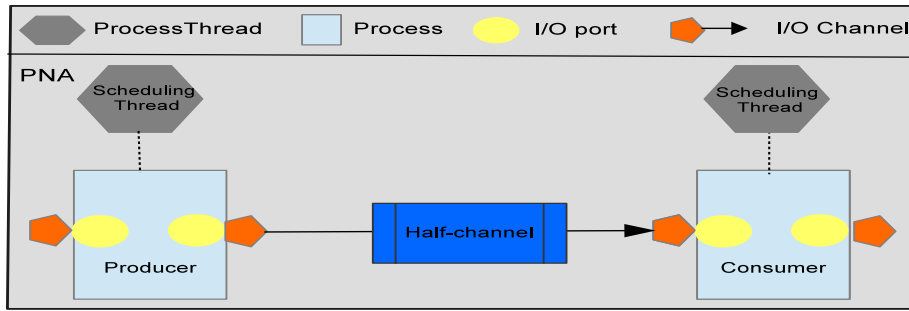 ProcessThread Process I/O port I/O Channel
PNA
Scheduling
Thread
Scheduling
Thread
Half-channel
Producer
Consumer